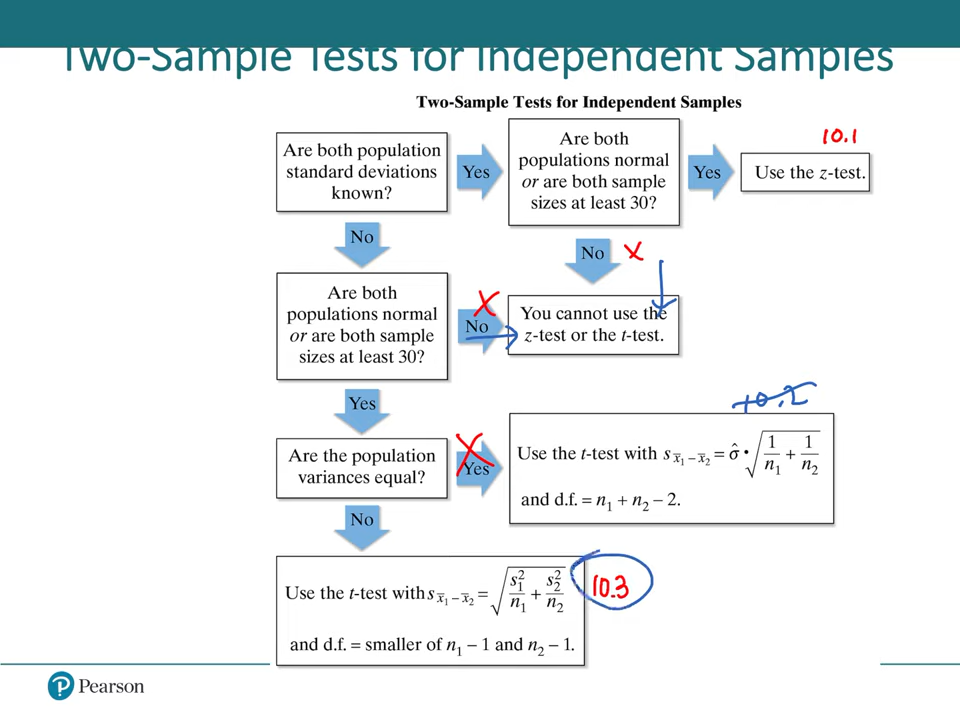 Two-Sample Tests for Independent Samples
Two-Sample Tests for Independent Samples
Are both population
standard deviations
known?
Yes
Are both
populations normal
or are both sample
sizes at least 30?
Yes
10.1
Use the z-test.
No
No
X
Are both
populations normal
or are both sample
sizes at least 30?
X
No
You cannot use the
z-test or the t-test.
Yes
10.2
Are the population
variances equal?
X
Yes
Use the t-test with s x̄₁ – x̄₂ = σ̂ • √(1/n₁ + 1/n₂)
and d.f. = n₁ + n₂ – 2.
No
Use the t-test with s x̄₁ – x̄₂ = √(s₁²/n₁ + s₂²/n₂)
and d.f. = smaller of n₁ – 1 and n₂ – 1.
10.3
P Pearson